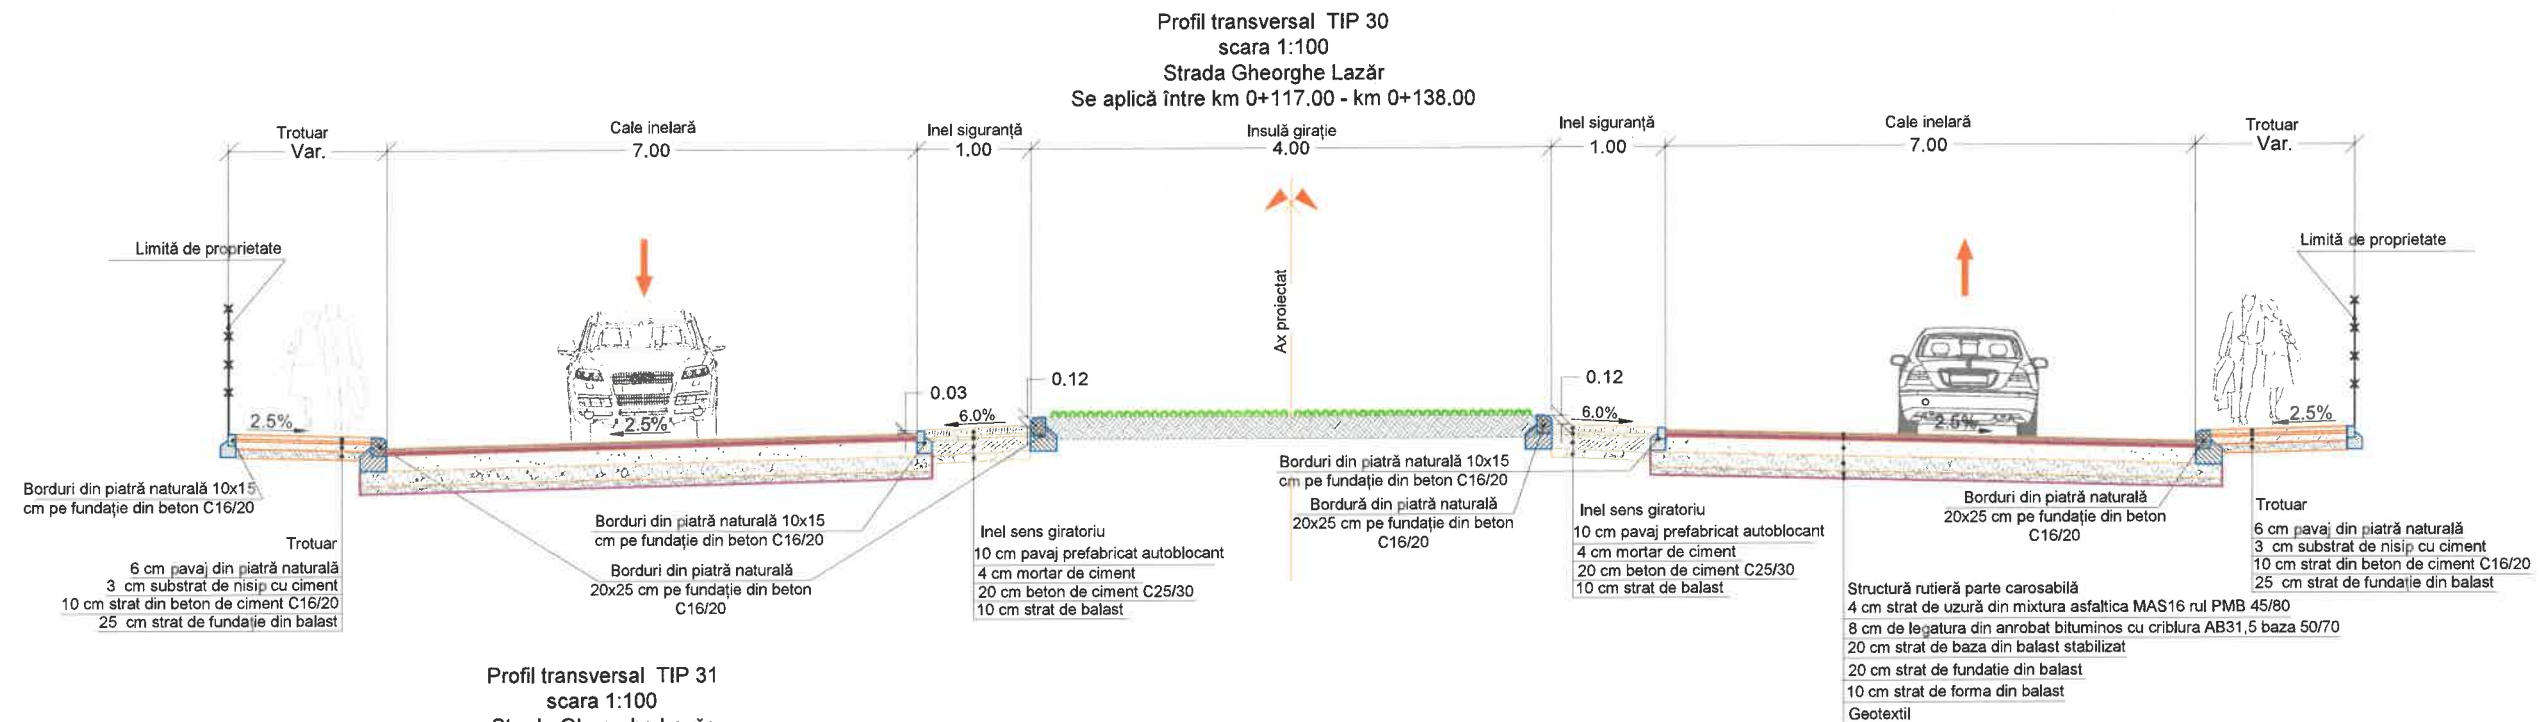 Profil transversal TIP 30
scara 1:100
Strada Gheorghe Lazăr
Se aplică între km 0+117.00 - km 0+138.00
Trotuar
Var.
Cale inelară
7.00
Inel siguranță
1.00
Insulă girație
4.00
Inel siguranță
1.00
Cale inelară
7.00
Trotuar
Var.
Limită de proprietate
Limită de proprietate
Ax proiectat
2.5%
2.5%
0.03
6.0%
0.12
0.12
6.0%
2.5%
2.5%
Borduri din piatră naturală 10x15
cm pe fundație din beton C16/20
Trotuar
6 cm pavaj din piatră naturală
3 cm substrat de nisip cu ciment
10 cm strat din beton de ciment C16/20
25 cm strat de fundație din balast
Borduri din piatră naturală 10x15
cm pe fundație din beton C16/20
Borduri din piatră naturală
20x25 cm pe fundație din beton
C16/20
Inel sens giratoriu
10 cm pavaj prefabricat autoblocant
4 cm mortar de ciment
20 cm beton de ciment C25/30
10 cm strat de balast
Borduri din piatră naturală 10x15
cm pe fundație din beton C16/20
Bordură din piatră naturală
20x25 cm pe fundație din beton
C16/20
Inel sens giratoriu
10 cm pavaj prefabricat autoblocant
4 cm mortar de ciment
20 cm beton de ciment C25/30
10 cm strat de balast
Borduri din piatră naturală
20x25 cm pe fundație din beton
C16/20
Trotuar
6 cm pavaj din piatră naturală
3 cm substrat de nisip cu ciment
10 cm strat din beton de ciment C16/20
25 cm strat de fundație din balast
Structură rutieră parte carosabilă
4 cm strat de uzură din mixtura asfaltica MAS16 rul PMB 45/80
8 cm de legatura din anrobat bituminos cu criblura AB31,5 baza 50/70
20 cm strat de baza din balast stabilizat
20 cm strat de fundatie din balast
10 cm strat de forma din balast
Geotextil
Profil transversal TIP 31
scara 1:100
Strada Gheorghe Lazăr